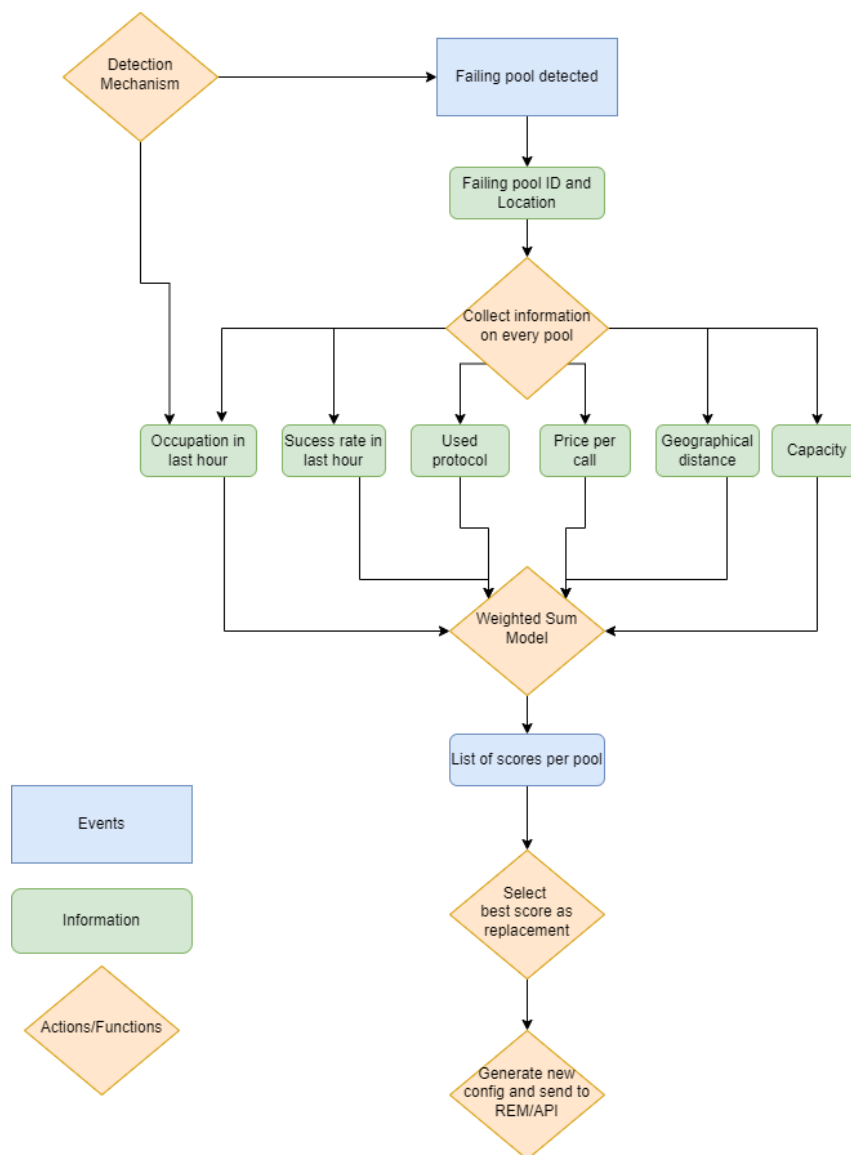 Detection
Mechanism
Failing pool detected
Failing pool ID and
Location
Collect information
on every pool
Occupation in
last hour
Sucess rate in
last hour
Used
protocol
Price per
call
Geographical
distance
Capacity
Weighted Sum
Model
List of scores per pool
Events
Select
best score as
replacement
Information
Actions/Functions
Generate new
config and send to
REM/API